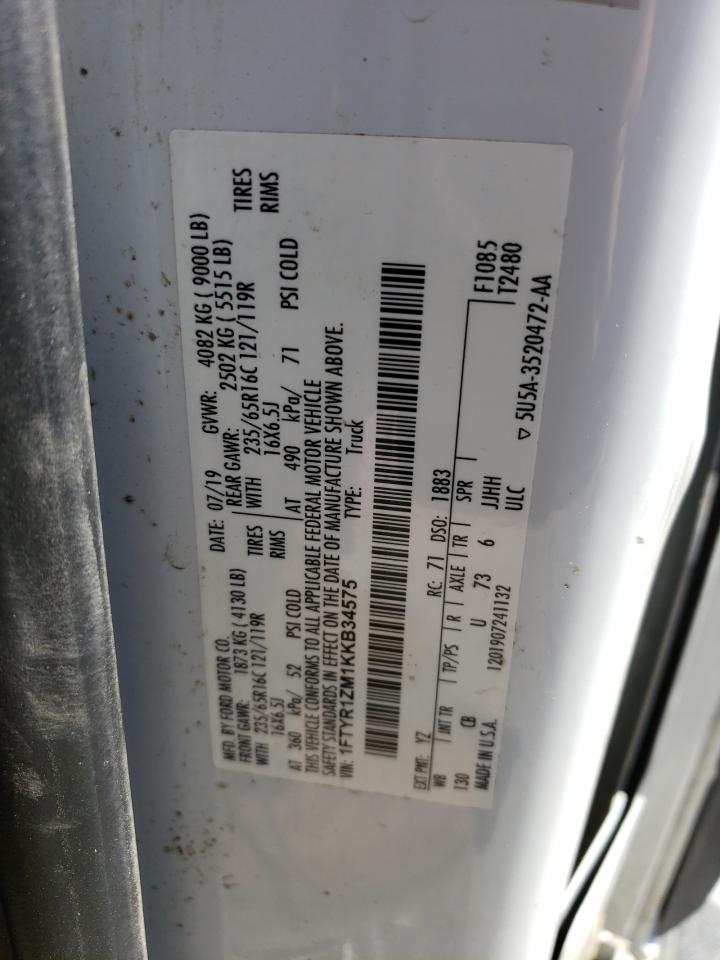 MFD. BY FORD MOTOR CO.
DATE: 07/19 GVWR: 4082 KG ( 9000 LB)
FRONT GAWR: 1873 KG ( 4130 LB) REAR GAWR: 2502 KG ( 5515 LB)
WITH 235/65R16C 121/119R TIRES WITH 235/65R16C 121/119R TIRES
16X6.5J RIMS 16X6.5J RIMS
AT 360 kPa/ 52 PSI COLD AT 490 kPa/ 71 PSI COLD
THIS VEHICLE CONFORMS TO ALL APPLICABLE FEDERAL MOTOR VEHICLE
SAFETY STANDARDS IN EFFECT ON THE DATE OF MANUFACTURE SHOWN ABOVE.
VIN: 1FTYR1ZM1KKB34575 TYPE: Truck
EXT PNT: YZ RC: 71 DSO: 1883
WB INT TR TP/PS R AXLE TR SPR F1085
130 CB U 73 6 JJHH T2480
MADE IN U.S.A. 1201907241132 ULC
▽ 5U5A-3520472-AA